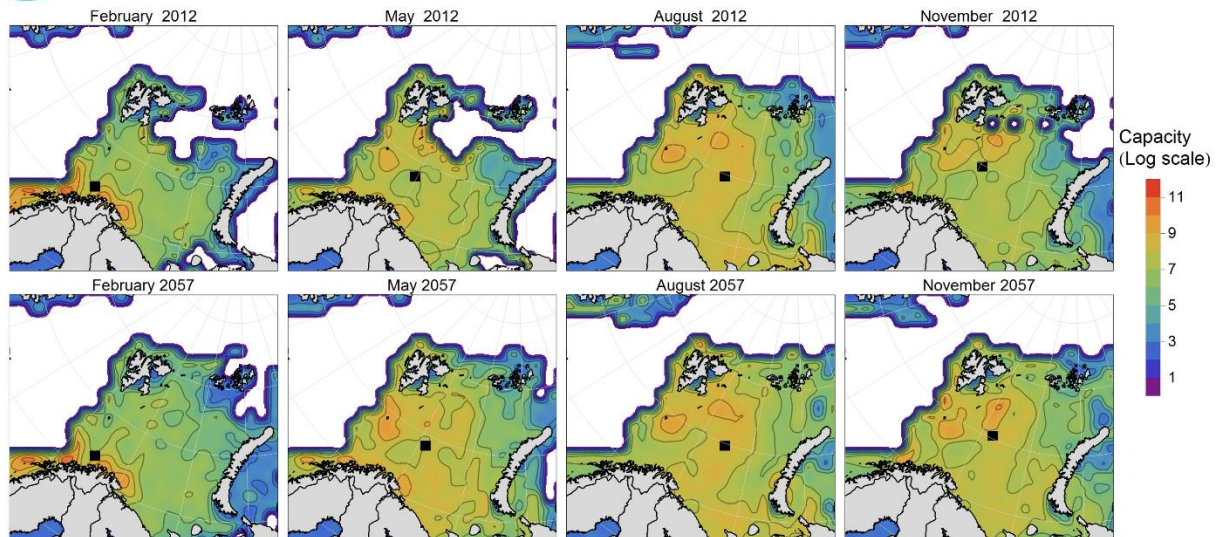 February 2012
May 2012
August 2012
November 2012
Capacity
(Log scale)
11
9
7
5
3
1
February 2057
May 2057
August 2057
November 2057